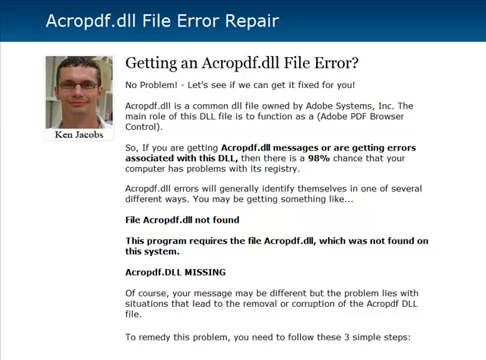 Acropdf.dll File Error Repair
Getting an Acropdf.dll File Error?
No Problem! - Let's see if we can get it fixed for you!
Acropdf.dll is a common dll file owned by Adobe Systems, Inc. The
main role of this DLL file is to function as a (Adobe PDF Browser
Control).
Ken Jacobs
So, If you are getting Acropdf.dll messages or are getting errors
associated with this DLL, then there is a 98% chance that your
computer has problems with its registry.
Acropdf.dll errors will generally identify themselves in one of several
different ways. You may be getting something like...
File Acropdf.dll not found
This program requires the file Acropdf.dll, which was not found on
this system.
Acropdf.DLL MISSING
Of course, your message may be different but the problem lies with
situations that lead to the removal or corruption of the Acropdf DLL
file.
To remedy this problem, you need to follow these 3 simple steps: